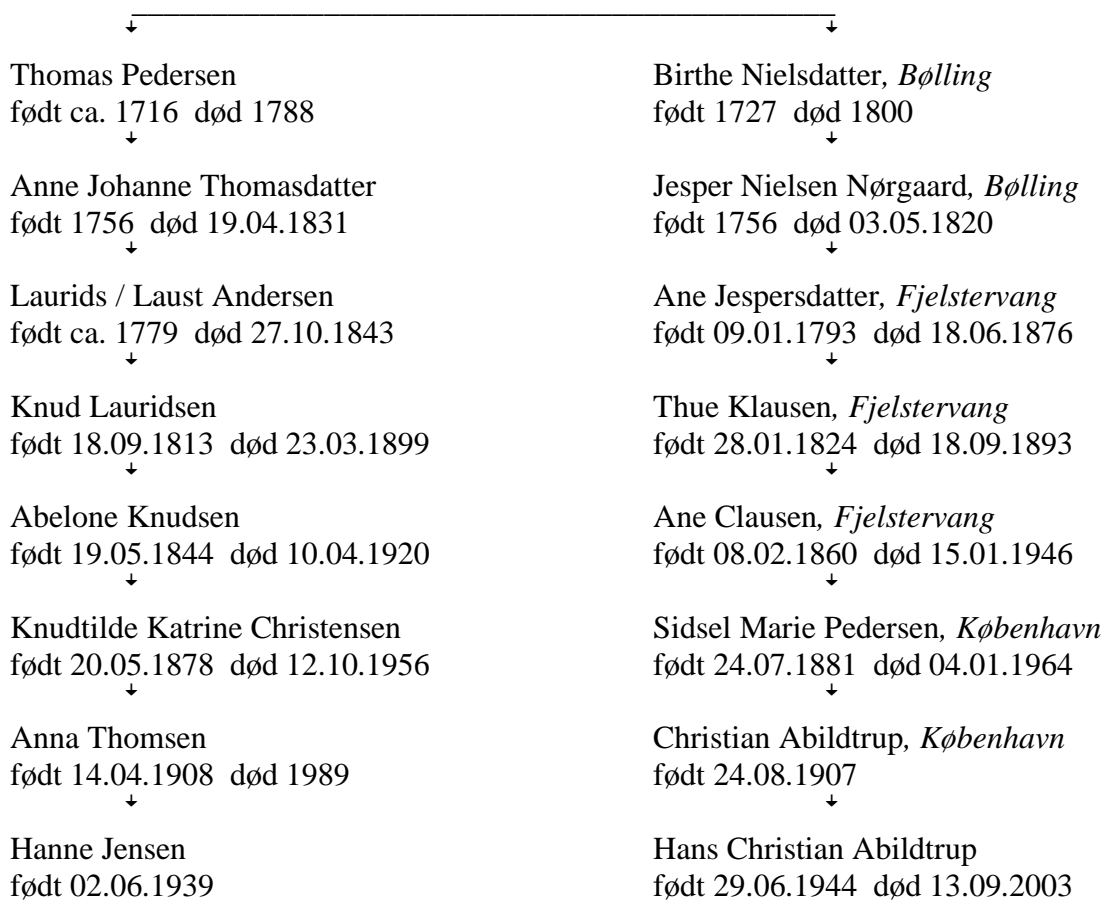 Thomas Pedersen
født ca. 1716 død 1788
Anne Johanne Thomasdatter
født 1756 død 19.04.1831
Laurids / Laust Andersen
født ca. 1779 død 27.10.1843
Knud Lauridsen
født 18.09.1813 død 23.03.1899
Abelone Knudsen
født 19.05.1844 død 10.04.1920
Knudtilde Katrine Christensen
født 20.05.1878 død 12.10.1956
Anna Thomsen
født 14.04.1908 død 1989
Hanne Jensen
født 02.06.1939
Birthe Nielsdatter, Bølling
født 1727 død 1800
Jesper Nielsen Nørgaard, Bølling
født 1756 død 03.05.1820
Ane Jespersdatter, Fjelstervang
født 09.01.1793 død 18.06.1876
Thue Klausen, Fjelstervang
født 28.01.1824 død 18.09.1893
Ane Clausen, Fjelstervang
født 08.02.1860 død 15.01.1946
Sidsel Marie Pedersen, København
født 24.07.1881 død 04.01.1964
Christian Abildtrup, København
født 24.08.1907
Hans Christian Abildtrup
født 29.06.1944 død 13.09.2003